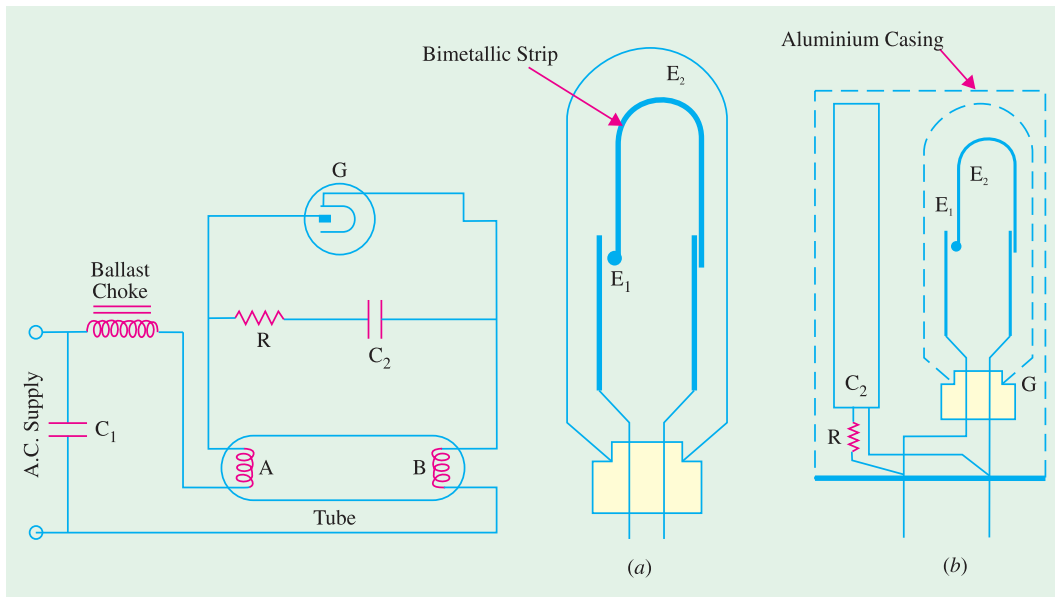 G
Ballast
Choke
R
C₂
A.C. Supply
C₁
A
B
Tube
Bimetallic Strip
E₂
E₁
(a)
Aluminium Casing
E₂
E₁
C₂
G
R
(b)